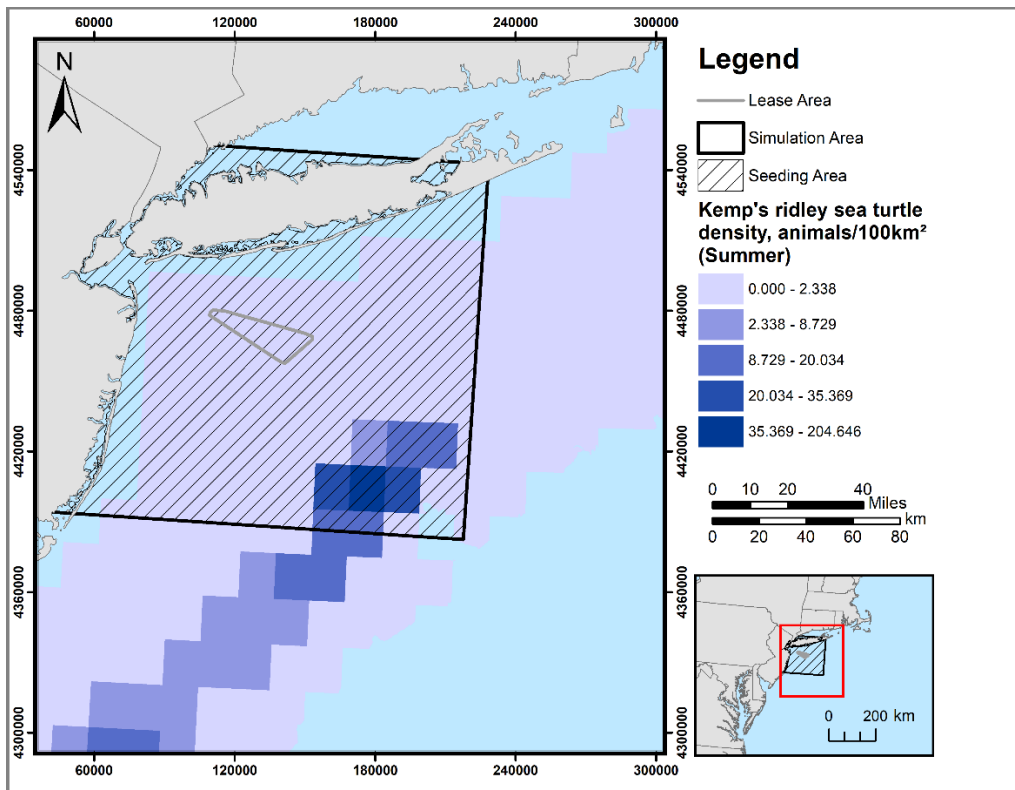 60000 120000 180000 240000 300000
N
4540000 4540000
4480000 4480000
4420000 4420000
4360000 4360000
4300000 4300000
60000 120000 180000 240000 300000
Legend
Lease Area
Simulation Area
Seeding Area
Kemp's ridley sea turtle
density, animals/100km²
(Summer)
0.000 - 2.338
2.338 - 8.729
8.729 - 20.034
20.034 - 35.369
35.369 - 204.646
0 10 20 40
Miles
km
0 20 40 60 80
0 200 km